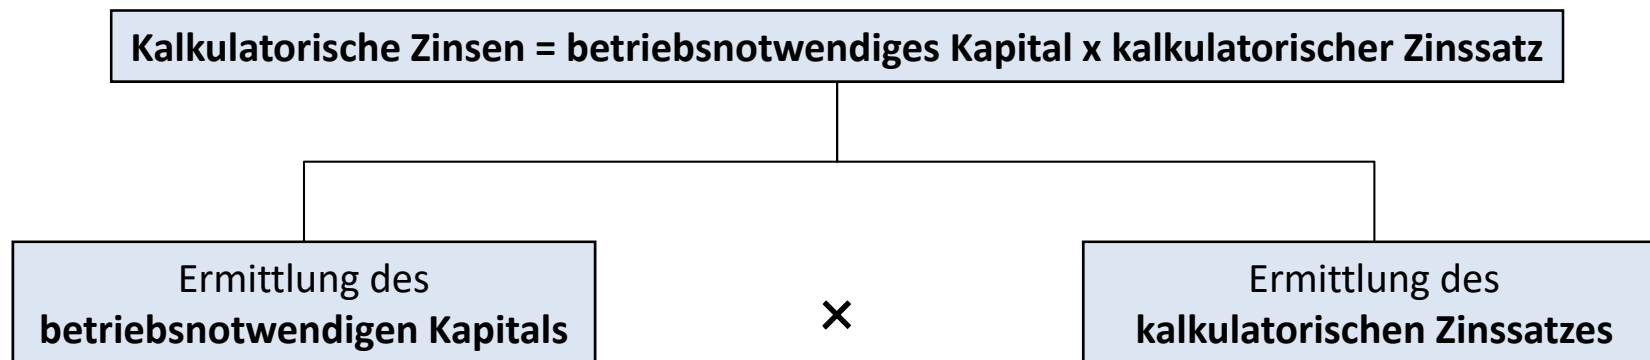 Kalkulatorische Zinsen = betriebsnotwendiges Kapital x kalkulatorischer Zinssatz
Ermittlung des
betriebsnotwendigen Kapitals
×
Ermittlung des
kalkulatorischen Zinssatzes